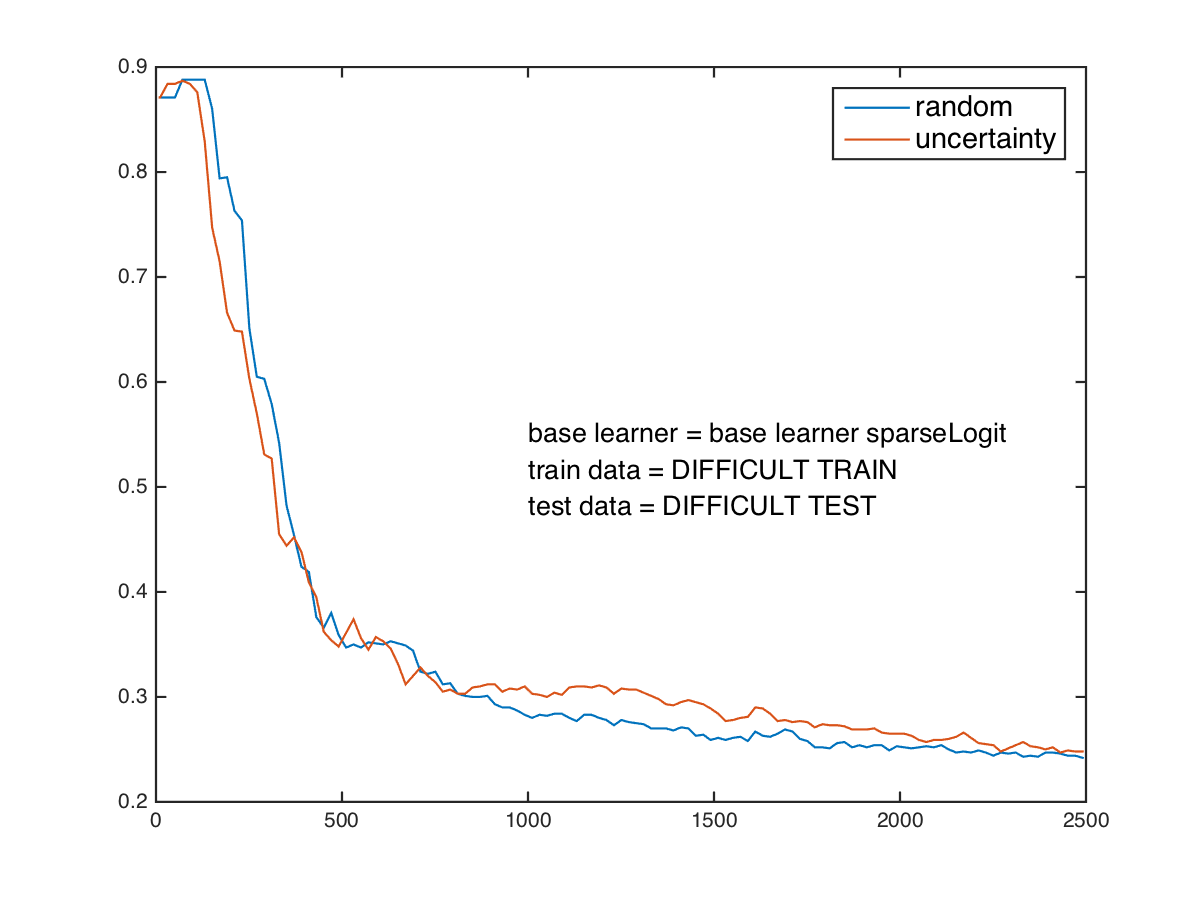 0.9
random
uncertainty
0.8
0.7
0.6
base learner = base learner sparseLogit
train data = DIFFICULT TRAIN
0.5
test data = DIFFICULT TEST
0.4
0.3
0.2
0 500 1000 1500 2000 2500